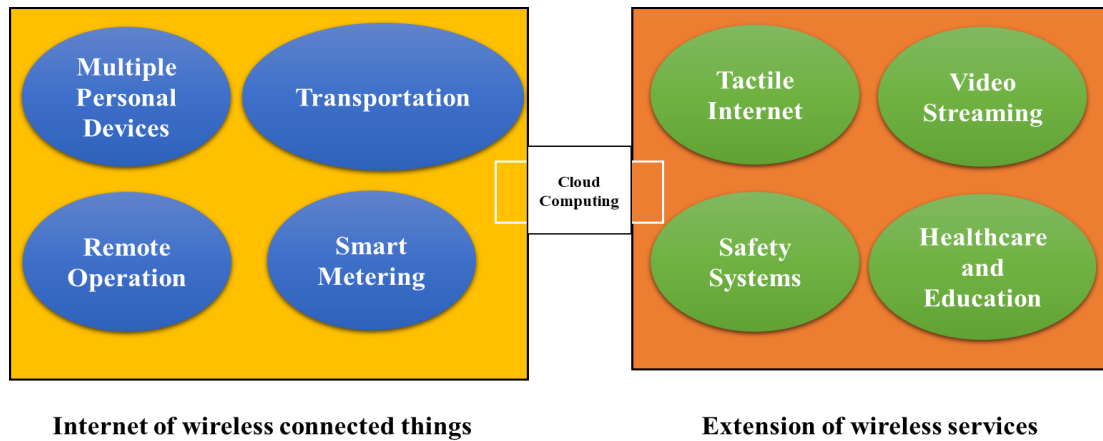 Multiple
Personal
Devices
Transportation
Remote
Operation
Smart
Metering
Cloud
Computing
Tactile
Internet
Video
Streaming
Safety
Systems
Healthcare
and
Education
Internet of wireless connected things
Extension of wireless services